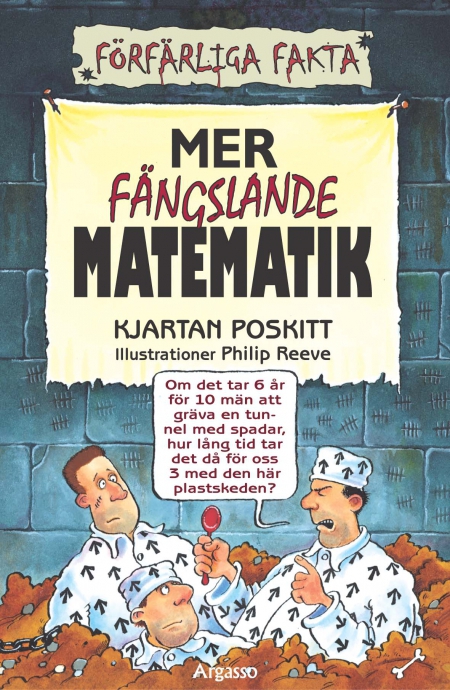 FÖRFÄRLIGA FAKTA
MER
FÄNGSLANDE
MATEMATIK
KJARTAN POSKITT
Illustrationer Philip Reeve
Om det tar 6 år
för 10 män att
gräva en tun-
nel med spadar,
hur lång tid tar
det då för oss
3 med den här
plastskeden?
Argasso